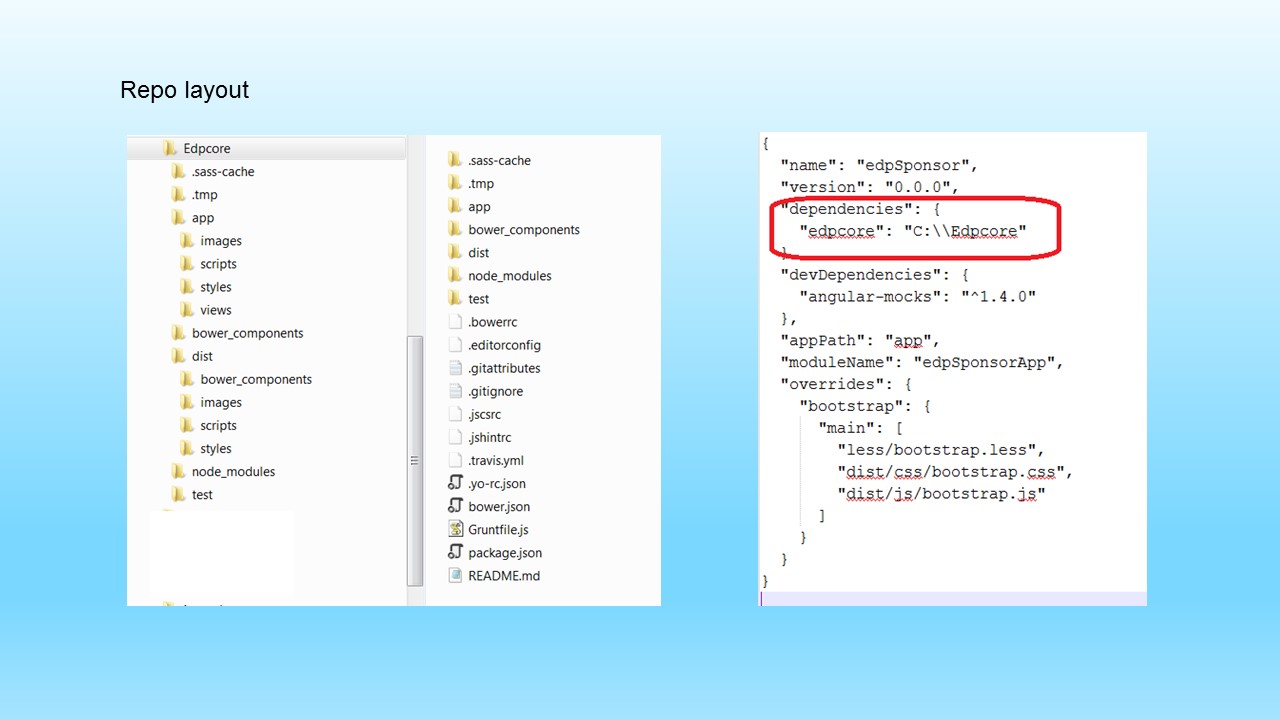 Repo layout
Edpcore
.sass-cache
.tmp
app
images
scripts
styles
views
bower_components
dist
bower_components
images
scripts
styles
node_modules
test
.sass-cache
.tmp
app
bower_components
dist
node_modules
test
.bowerrc
.editorconfig
.gitattributes
.gitignore
.jscsrc
.jshintrc
.travis.yml
.yo-rc.json
bower.json
Gruntfile.js
package.json
README.md
{
"name": "edpSponsor",
"version": "0.0.0",
"dependencies": {
"edpcore": "C:\\Edpcore"
},
"devDependencies": {
"angular-mocks": "^1.4.0"
},
"appPath": "app",
"moduleName": "edpSponsorApp",
"overrides": {
"bootstrap": {
"main": [
"less/bootstrap.less",
"dist/css/bootstrap.css",
"dist/js/bootstrap.js"
]
}
}
}